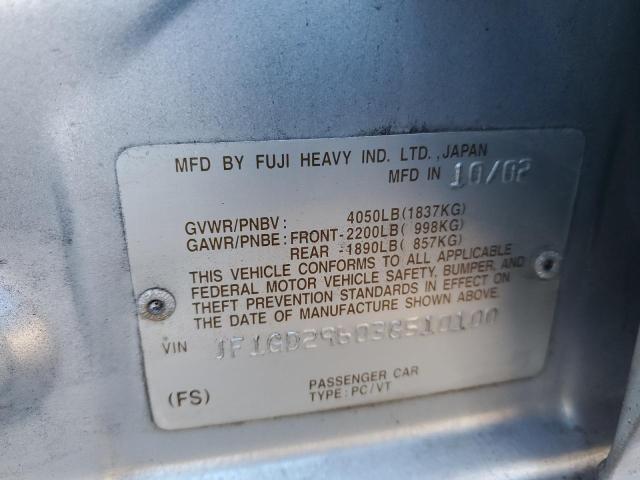 MFD BY FUJI HEAVY IND. LTD.,JAPAN
MFD IN 10/02
GVWR/PNBV: 4050LB(1837KG)
GAWR/PNBE: FRONT-2200LB( 998KG)
REAR -1890LB( 857KG)
THIS VEHICLE CONFORMS TO ALL APPLICABLE
FEDERAL MOTOR VEHICLE SAFETY, BUMPER, AND
THEFT PREVENTION STANDARDS IN EFFECT ON
THE DATE OF MANUFACTURE SHOWN ABOVE.
VIN JF1GD29603G510100
(FS)
PASSENGER CAR
TYPE:PC/VT